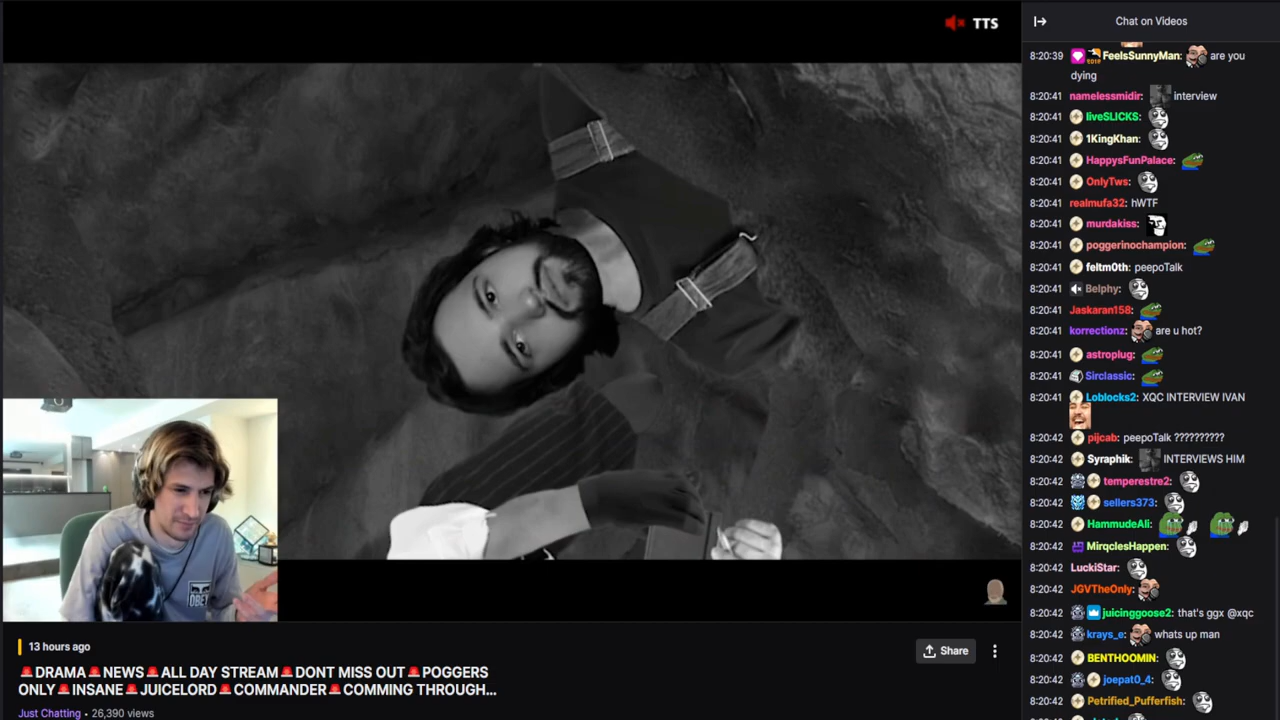 TTS
OBEY
13 hours ago
Share
🚨DRAMA🚨NEWS🚨ALL DAY STREAM🚨DONT MISS OUT🚨POGGERS
ONLY🚨INSANE🚨JUICELORD🚨COMMANDER🚨COMMING THROUGH...
Just Chatting • 26,390 views
Chat on Videos
8:20:39 FeelsSunnyMan: are you
dying
8:20:41 namelessmidir: interview
8:20:41 liveSLICKS:
8:20:41 1KingKhan:
8:20:41 HappysFunPalace:
8:20:41 OnlyTws:
8:20:41 realmufa32: hWTF
8:20:41 murdakiss:
8:20:41 poggerinochampion:
8:20:41 feltm0th: peepoTalk
8:20:41 Belphy:
8:20:41 Jaskaran158:
8:20:41 korrectionz: are u hot?
8:20:41 astroplug:
8:20:41 Sirclassic:
8:20:41 Loblocks2: XQC INTERVIEW IVAN
8:20:42 pijcab: peepoTalk ??????????
8:20:42 Syraphik: INTERVIEWS HIM
8:20:42 temperestre2:
8:20:42 sellers373:
8:20:42 HammudeAli:
8:20:42 MirqclesHappen:
8:20:42 LuckiStar:
8:20:42 JGVTheOnly:
8:20:42 juicinggoose2: that's ggx @xqc
8:20:42 krays_e: whats up man
8:20:42 BENTHOOMIN:
8:20:42 joepat0_4:
8:20:42 Petrified_Pufferfish: